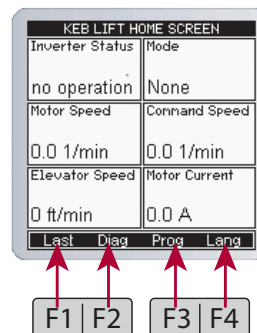 KEB LIFT HOME SCREEN
Inverter Status Mode
no operation None
Motor Speed Command Speed
0.0 1/min 0.0 1/min
Elevator Speed Motor Current
0 ft/min 0.0 A
Last Diag Prog Lang
F1 F2 F3 F4